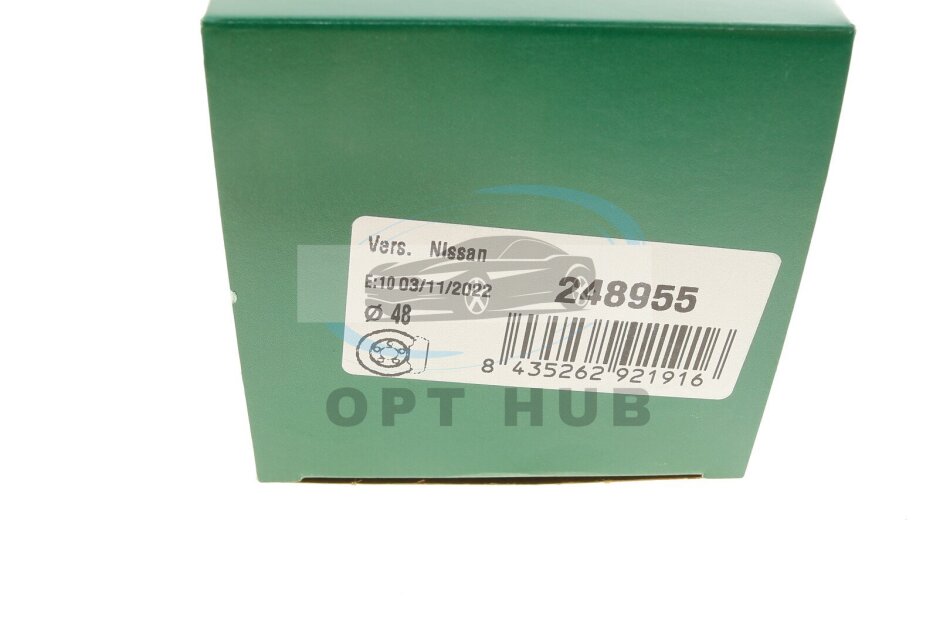 Vers. Nissan
E:10 03/11/2022
Ø 48
248955
8 435262 921916
OPT HUB